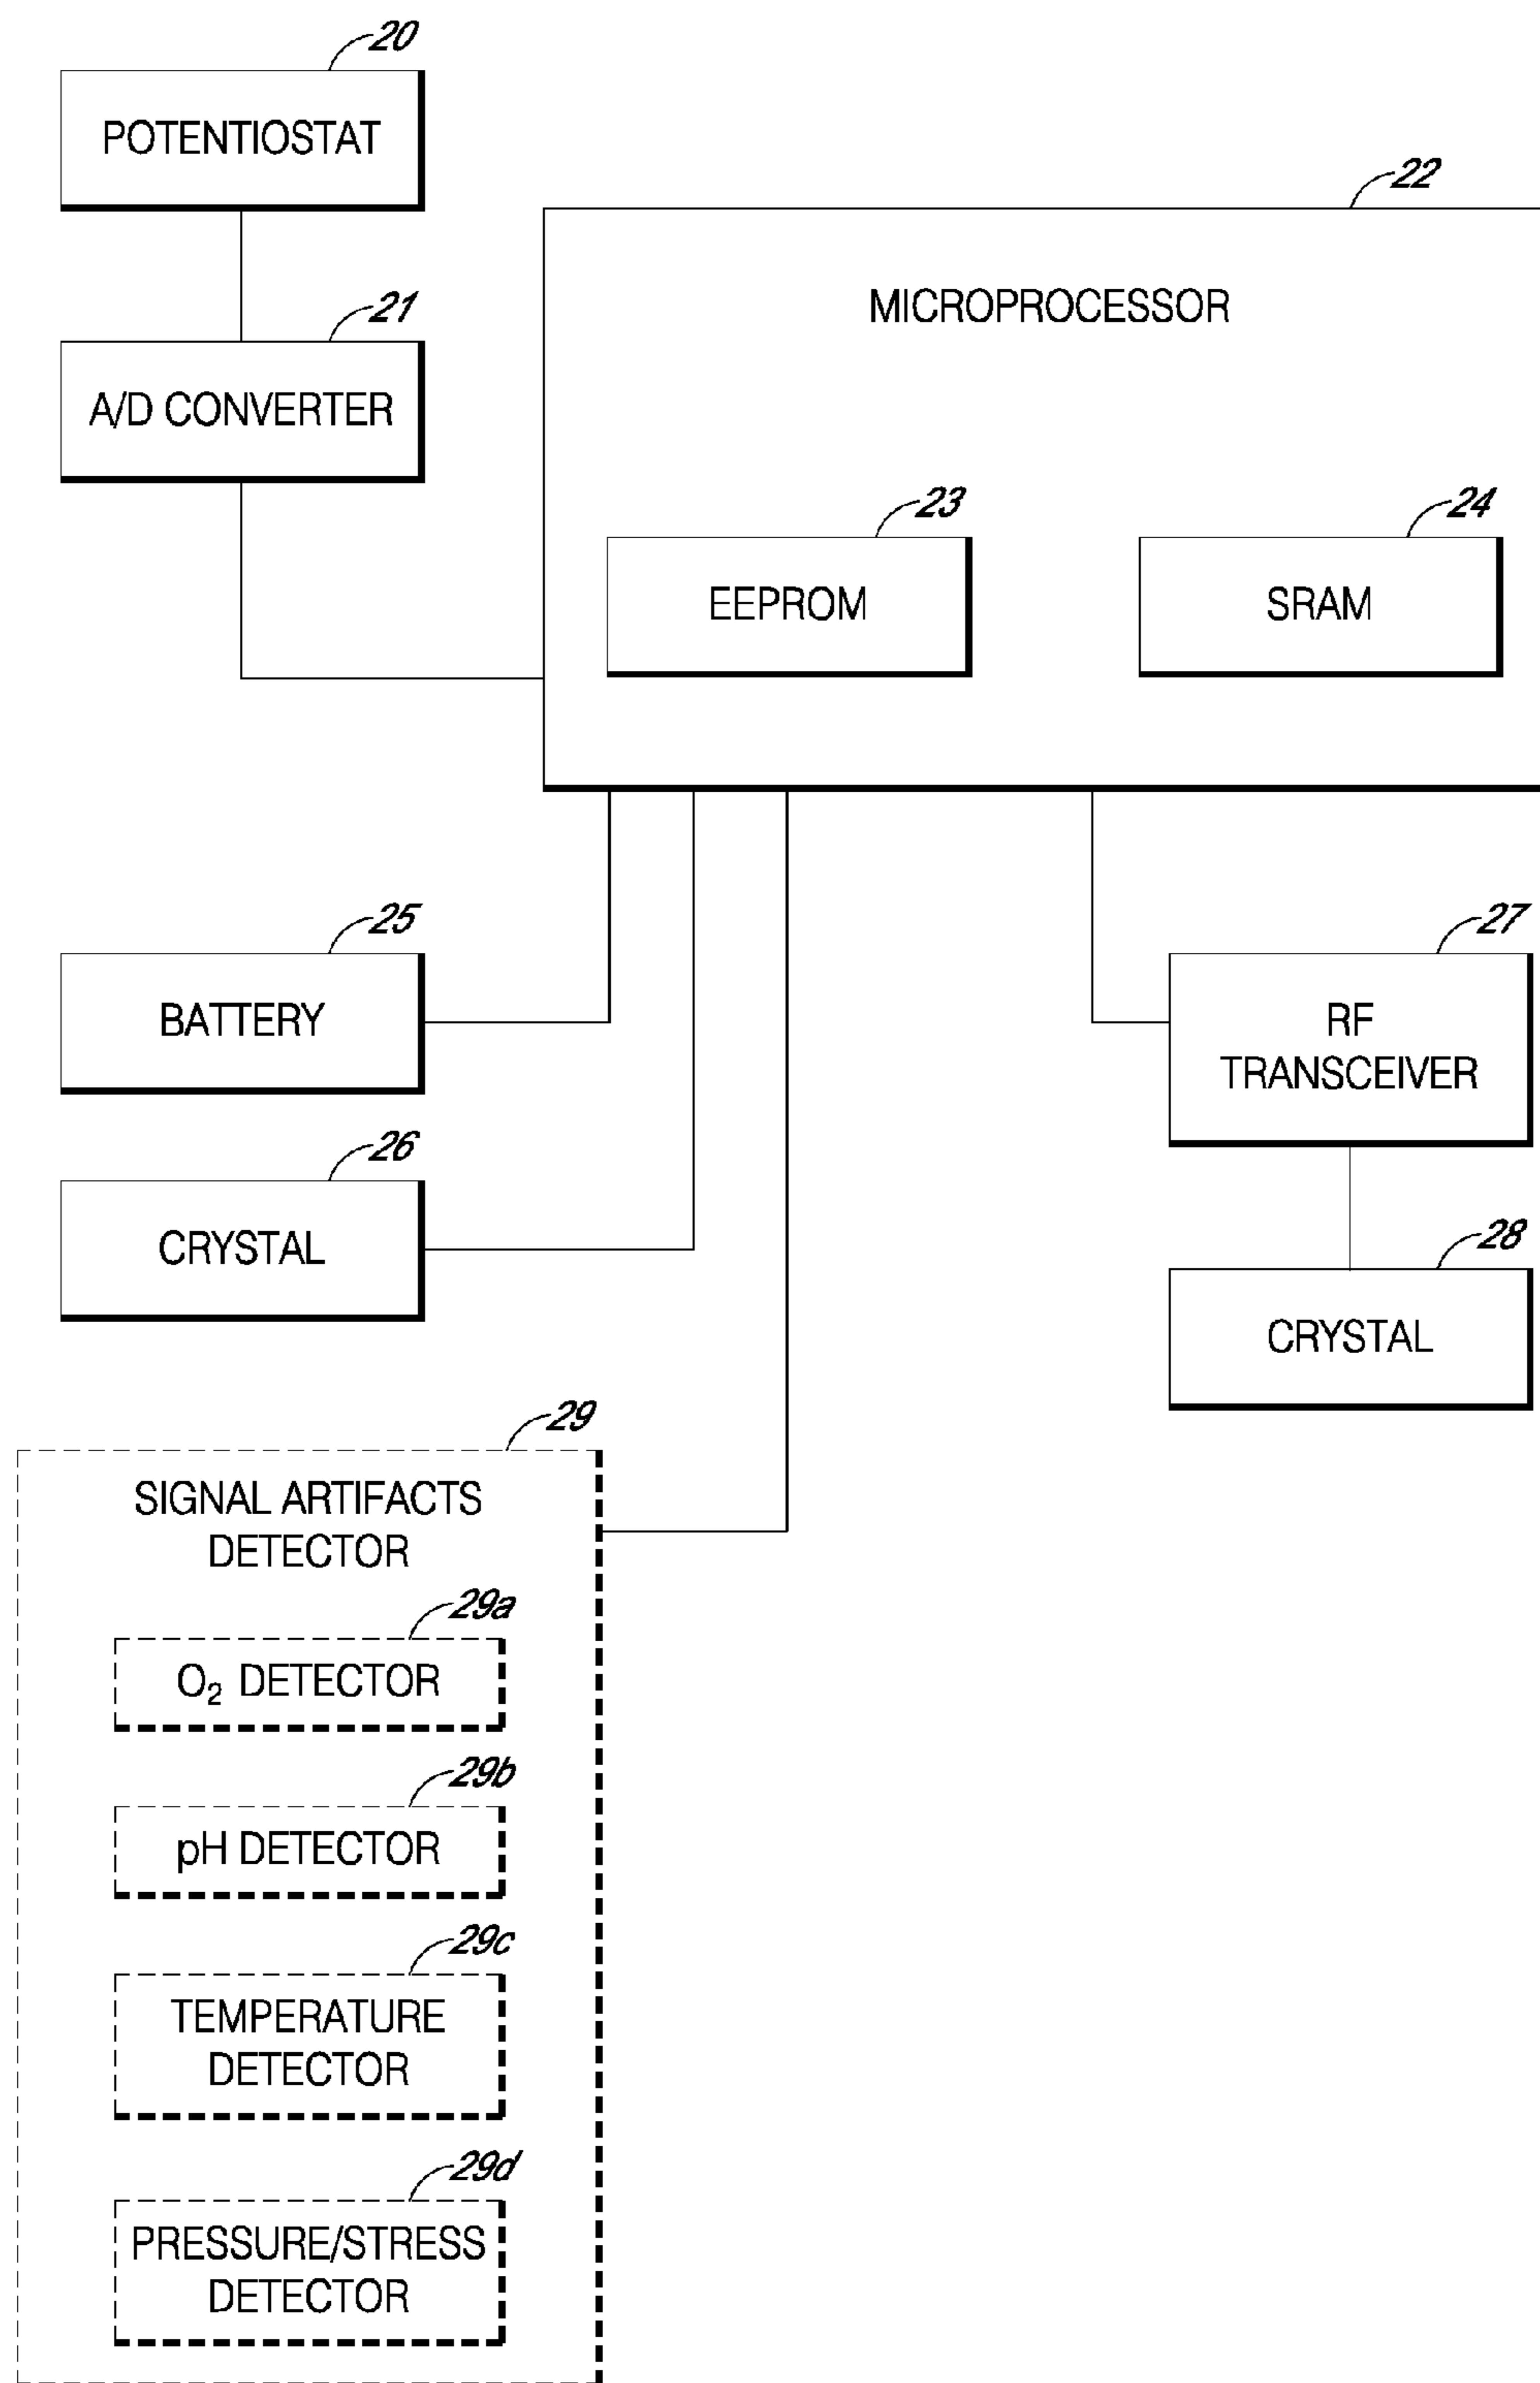 20
POTENTIOSTAT
22
MICROPROCESSOR
21
A/D CONVERTER
23
EEPROM
24
SRAM
25
BATTERY
27
RF
TRANSCEIVER
26
CRYSTAL
28
CRYSTAL
29
SIGNAL ARTIFACTS
DETECTOR
29a
O₂ DETECTOR
29b
pH DETECTOR
29c
TEMPERATURE
DETECTOR
29d
PRESSURE/STRESS
DETECTOR